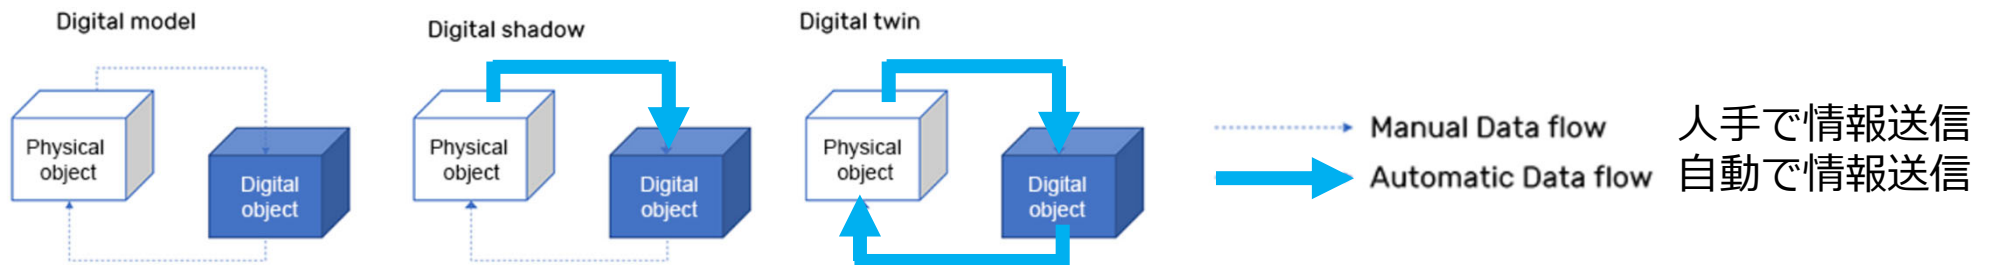 Digital model
Physical
object
Digital
object
Digital shadow
Physical
object
Digital
object
Digital twin
Physical
object
Digital
object
Manual Data flow 人手で情報送信
Automatic Data flow 自動で情報送信